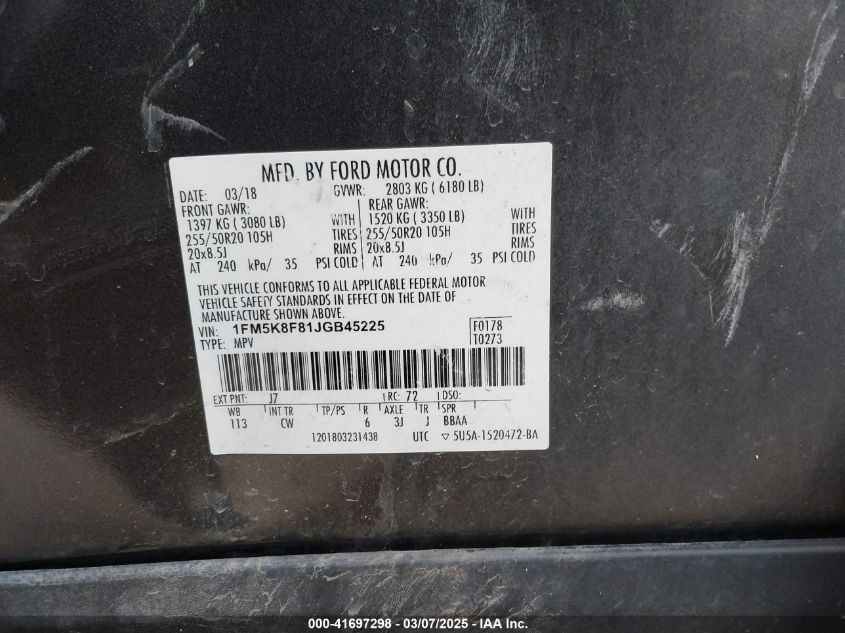 MFD. BY FORD MOTOR CO.
DATE: 03/18 GVWR: 2803 KG ( 6180 LB)
FRONT GAWR: REAR GAWR:
1397 KG ( 3080 LB) WITH 1520 KG ( 3350 LB) WITH
255/50R20 105H TIRES 255/50R20 105H TIRES
20x8.5J RIMS 20x8.5J RIMS
AT 240 kPa/ 35 PSI COLD AT 240 kPa/ 35 PSI COLD
THIS VEHICLE CONFORMS TO ALL APPLICABLE FEDERAL MOTOR
VEHICLE SAFETY STANDARDS IN EFFECT ON THE DATE OF
MANUFACTURE SHOWN ABOVE.
VIN: 1FM5K8F81JGB45225 F0178
TYPE: MPV T0273
EXT PNT: J7 RC: 72 DSO:
WB INT TR TP/PS R AXLE TR SPR
113 CW 6 3J J BBAA
1201803231438 UTC ▽ 5U5A-1520472-BA
000-41697298 - 03/07/2025 - IAA Inc.